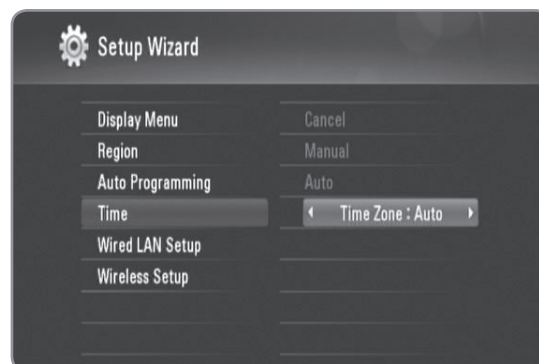 Setup Wizard
Display Menu
Cancel
Region
Manual
Auto Programming
Auto
Time
Time Zone : Auto
Wired LAN Setup
Wireless Setup